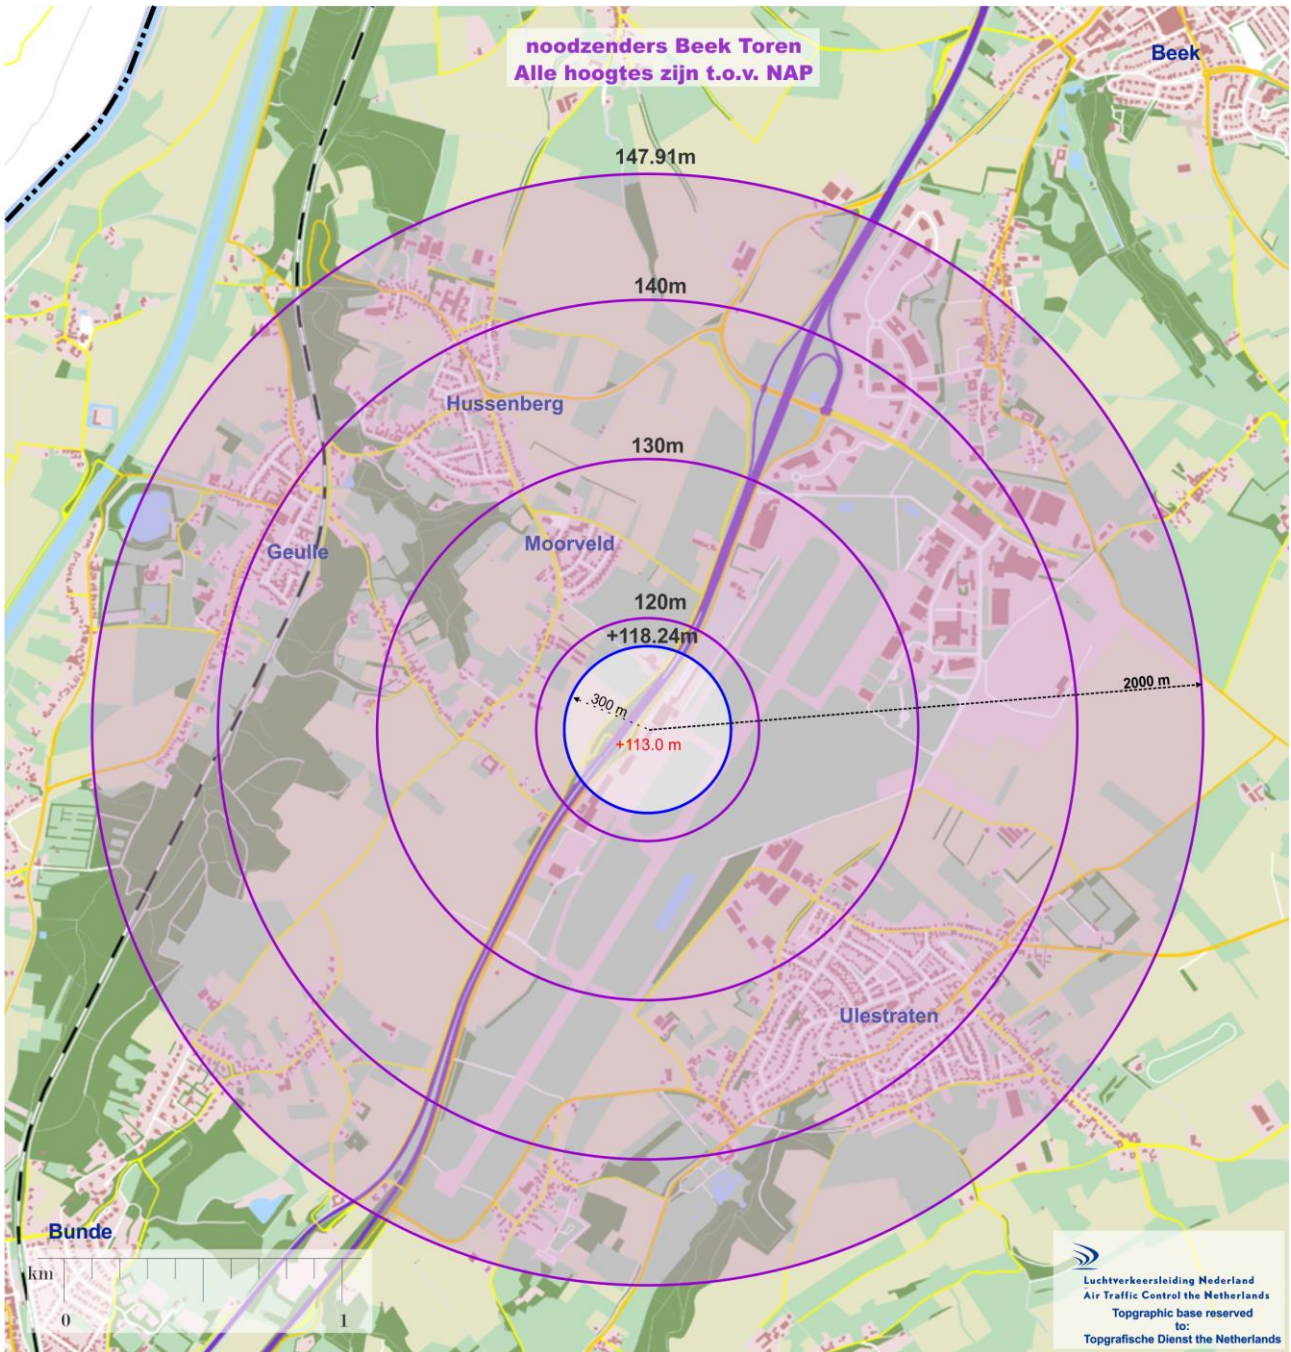 noodzenders Beek Toren
Alle hoogtes zijn t.o.v. NAP
Beek
147.91m
140m
Hussenberg
130m
Moorveld
Geulle
120m
+118.24m
2000 m
300 m
+113.0 m
Ulestraten
Bunde
km
0 1
Luchtverkeersleiding Nederland
Air Traffic Control the Netherlands
Topgraphic base reserved
to:
Topgrafische Dienst the Netherlands